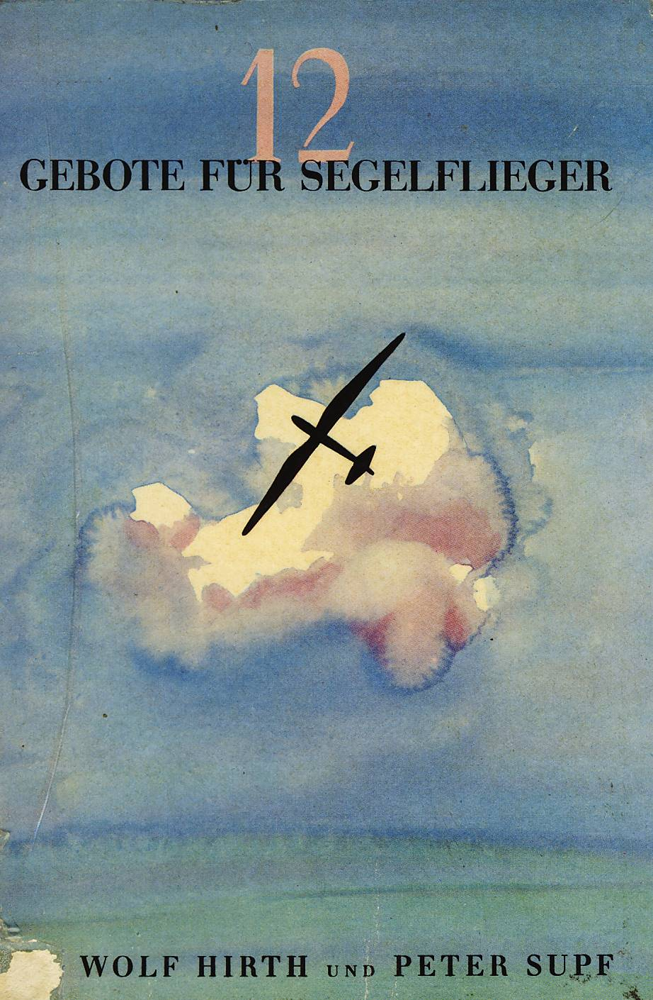 12
GEBOTE FÜR SEGELFLIEGER
WOLF HIRTH UND PETER SUPF